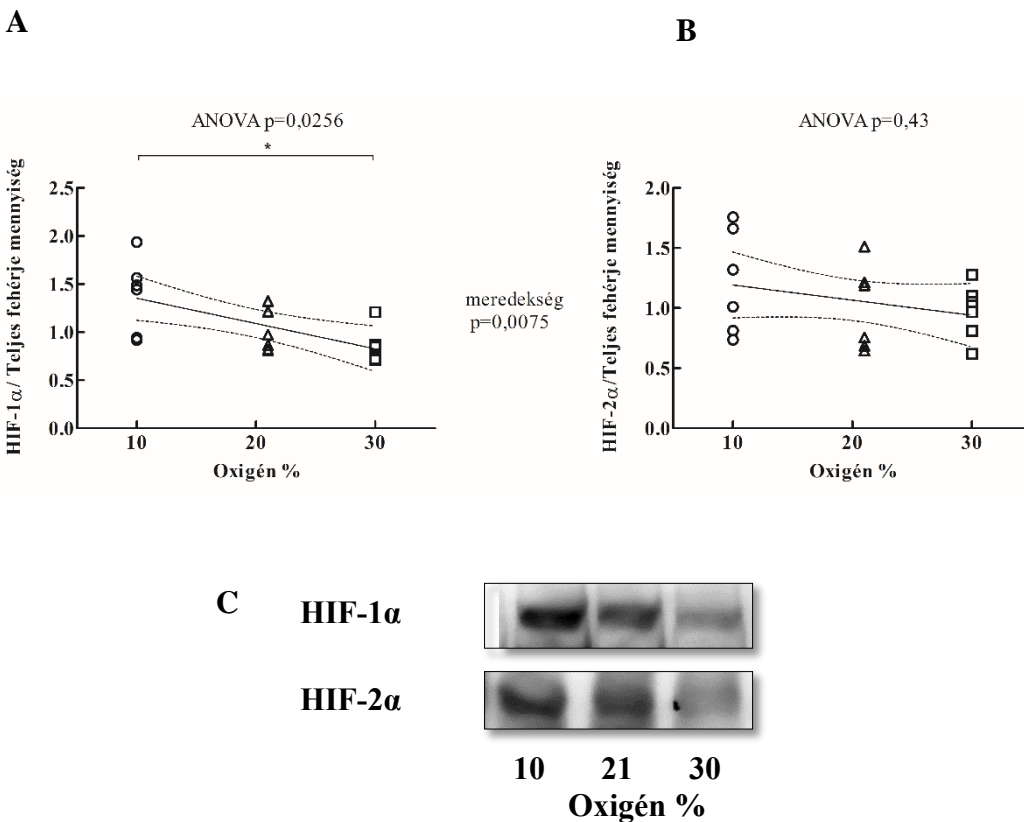 A
B
ANOVA p=0,0256
*
HIF-1α/ Teljes fehérje mennyiség
2.5
2.0
1.5
1.0
0.5
0.0
10
20
30
Oxigén %
meredekség
p=0,0075
ANOVA p=0,43
HIF-2α/Teljes fehérje mennyiség
2.0
1.5
1.0
0.5
0.0
10
20
30
Oxigén %
C
HIF-1α
HIF-2α
10 21 30
Oxigén %